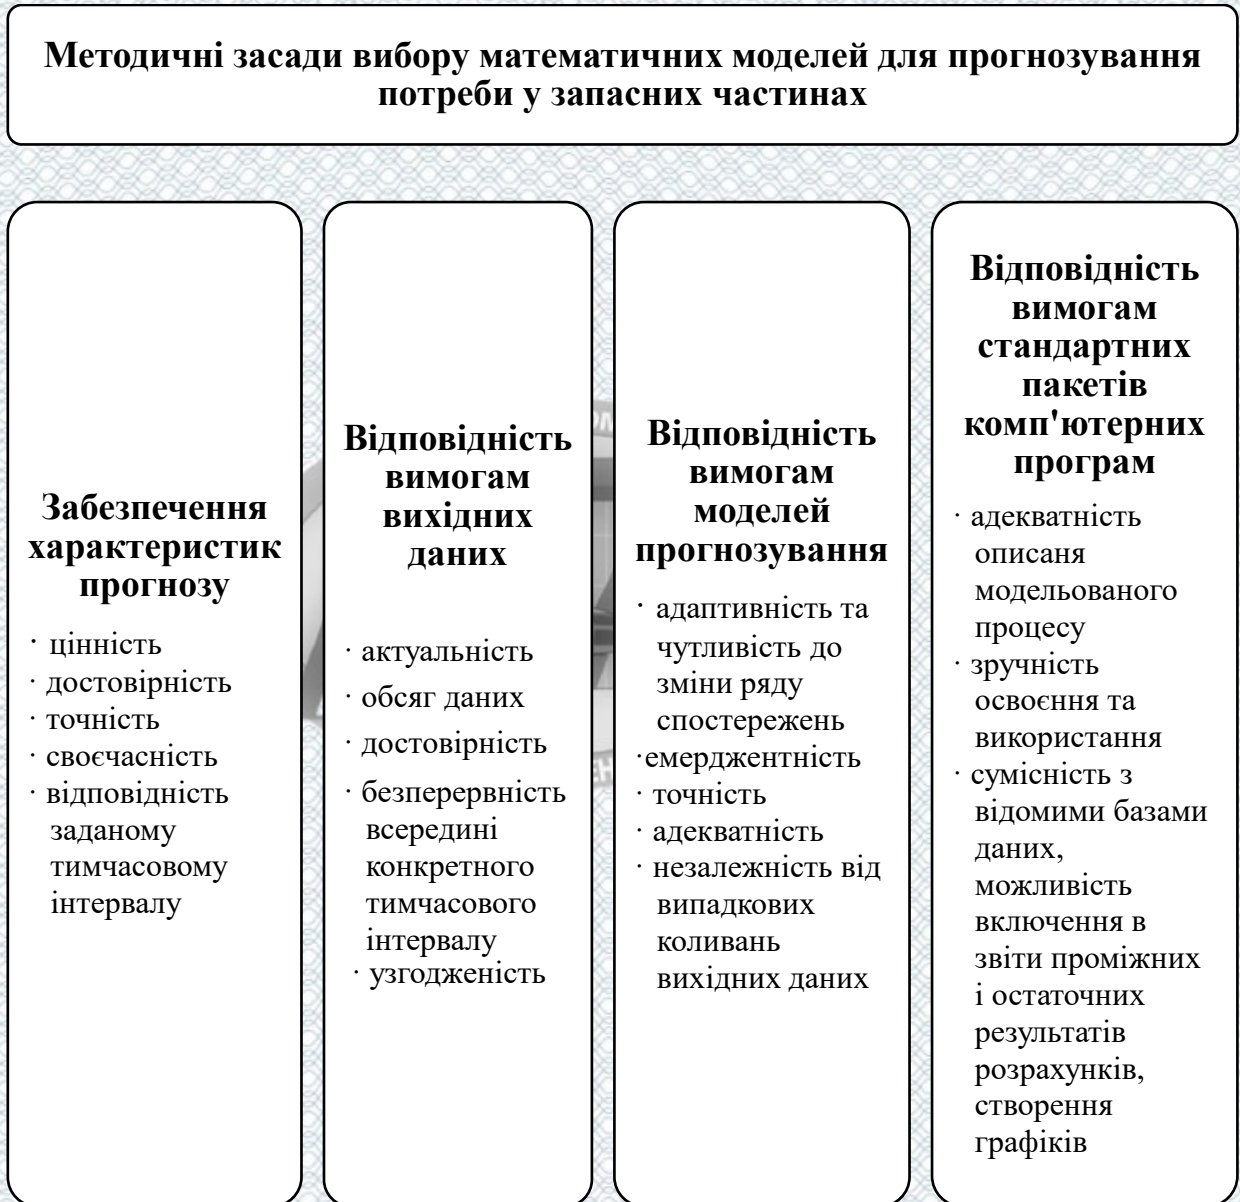 Методичні засади вибору математичних моделей для прогнозування
потреби у запасних частинах
Забезпечення
характеристик
прогнозу
· цінність
· достовірність
· точність
· своєчасність
· відповідність
заданому
тимчасовому
інтервалу
Відповідність
вимогам
вихідних
даних
· актуальність
· обсяг даних
· достовірність
· безперервність
всередині
конкретного
тимчасового
інтервалу
· узгодженість
Відповідність
вимогам
моделей
прогнозування
· адаптивність та
чутливість до
зміни ряду
спостережень
·емерджентність
· точність
· адекватність
· незалежність від
випадкових
коливань
вихідних даних
Відповідність
вимогам
стандартних
пакетів
комп'ютерних
програм
· адекватність
описаня
модельованого
процесу
· зручність
освоєння та
використання
· сумісність з
відомими базами
даних,
можливість
включення в
звіти проміжних
і остаточних
результатів
розрахунків,
створення
графіків